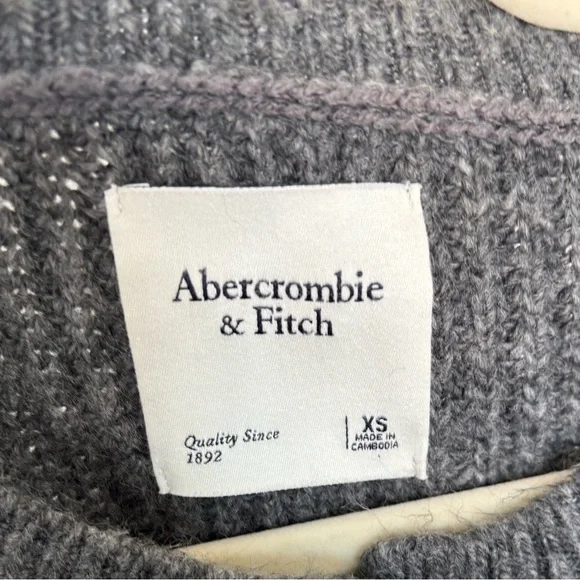 Abercrombie
& Fitch
Quality Since
1892
XS
MADE IN
CAMBODIA